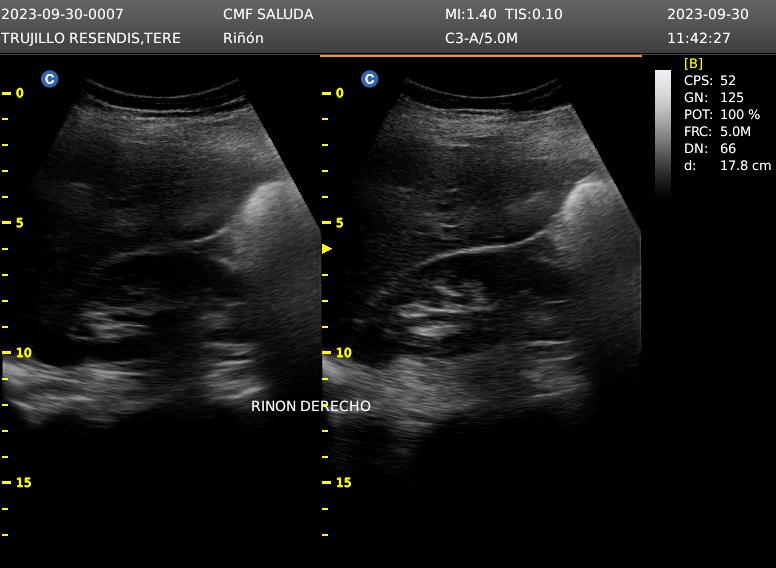 2023-09-30-0007 CMF SALUDA MI:1.40 TIS:0.10 2023-09-30
TRUJILLO RESENDIS,TERE Riñón C3-A/5.0M 11:42:27
C C
[B]
CPS: 52
GN: 125
POT: 100 %
FRC: 5.0M
DN: 66
d: 17.8 cm
0 0
5 5
10 10
RINON DERECHO
15 15